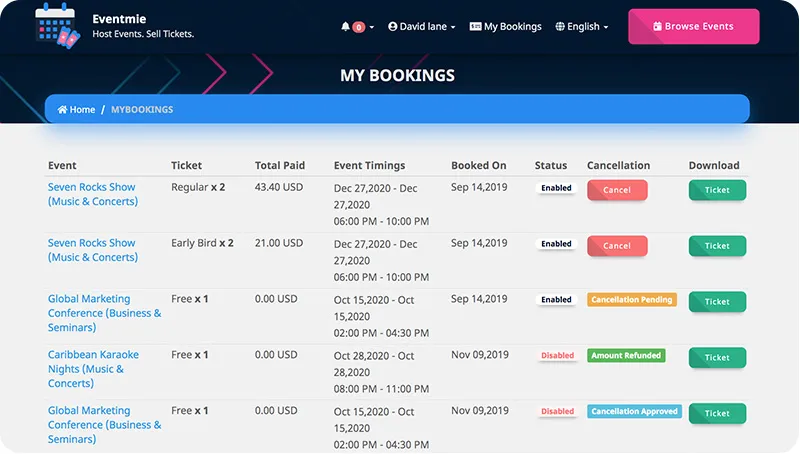 Eventmie
Host Events. Sell Tickets.
0 David lane My Bookings English Browse Events
MY BOOKINGS
Home / MYBOOKINGS
Event Ticket Total Paid Event Timings Booked On Status Cancellation Download
Seven Rocks Show Regular x 2 43.40 USD Dec 27,2020 - Dec Sep 14,2019 Enabled Cancel Ticket
(Music & Concerts) 27,2020
06:00 PM - 10:00 PM
Seven Rocks Show Early Bird x 2 21.00 USD Dec 27,2020 - Dec Sep 14,2019 Enabled Cancel Ticket
(Music & Concerts) 27,2020
06:00 PM - 10:00 PM
Global Marketing Free x 1 0.00 USD Oct 15,2020 - Oct Sep 14,2019 Enabled Cancellation Pending Ticket
Conference (Business & 15,2020
Seminars) 02:00 PM - 04:30 PM
Caribbean Karaoke Free x 1 0.00 USD Oct 28,2020 - Oct Nov 09,2019 Disabled Amount Refunded Ticket
Nights (Music & 28,2020
Concerts) 08:00 PM - 11:00 PM
Global Marketing Free x 1 0.00 USD Oct 15,2020 - Oct Nov 09,2019 Disabled Cancellation Approved Ticket
Conference (Business & 15,2020
Seminars) 02:00 PM - 04:30 PM